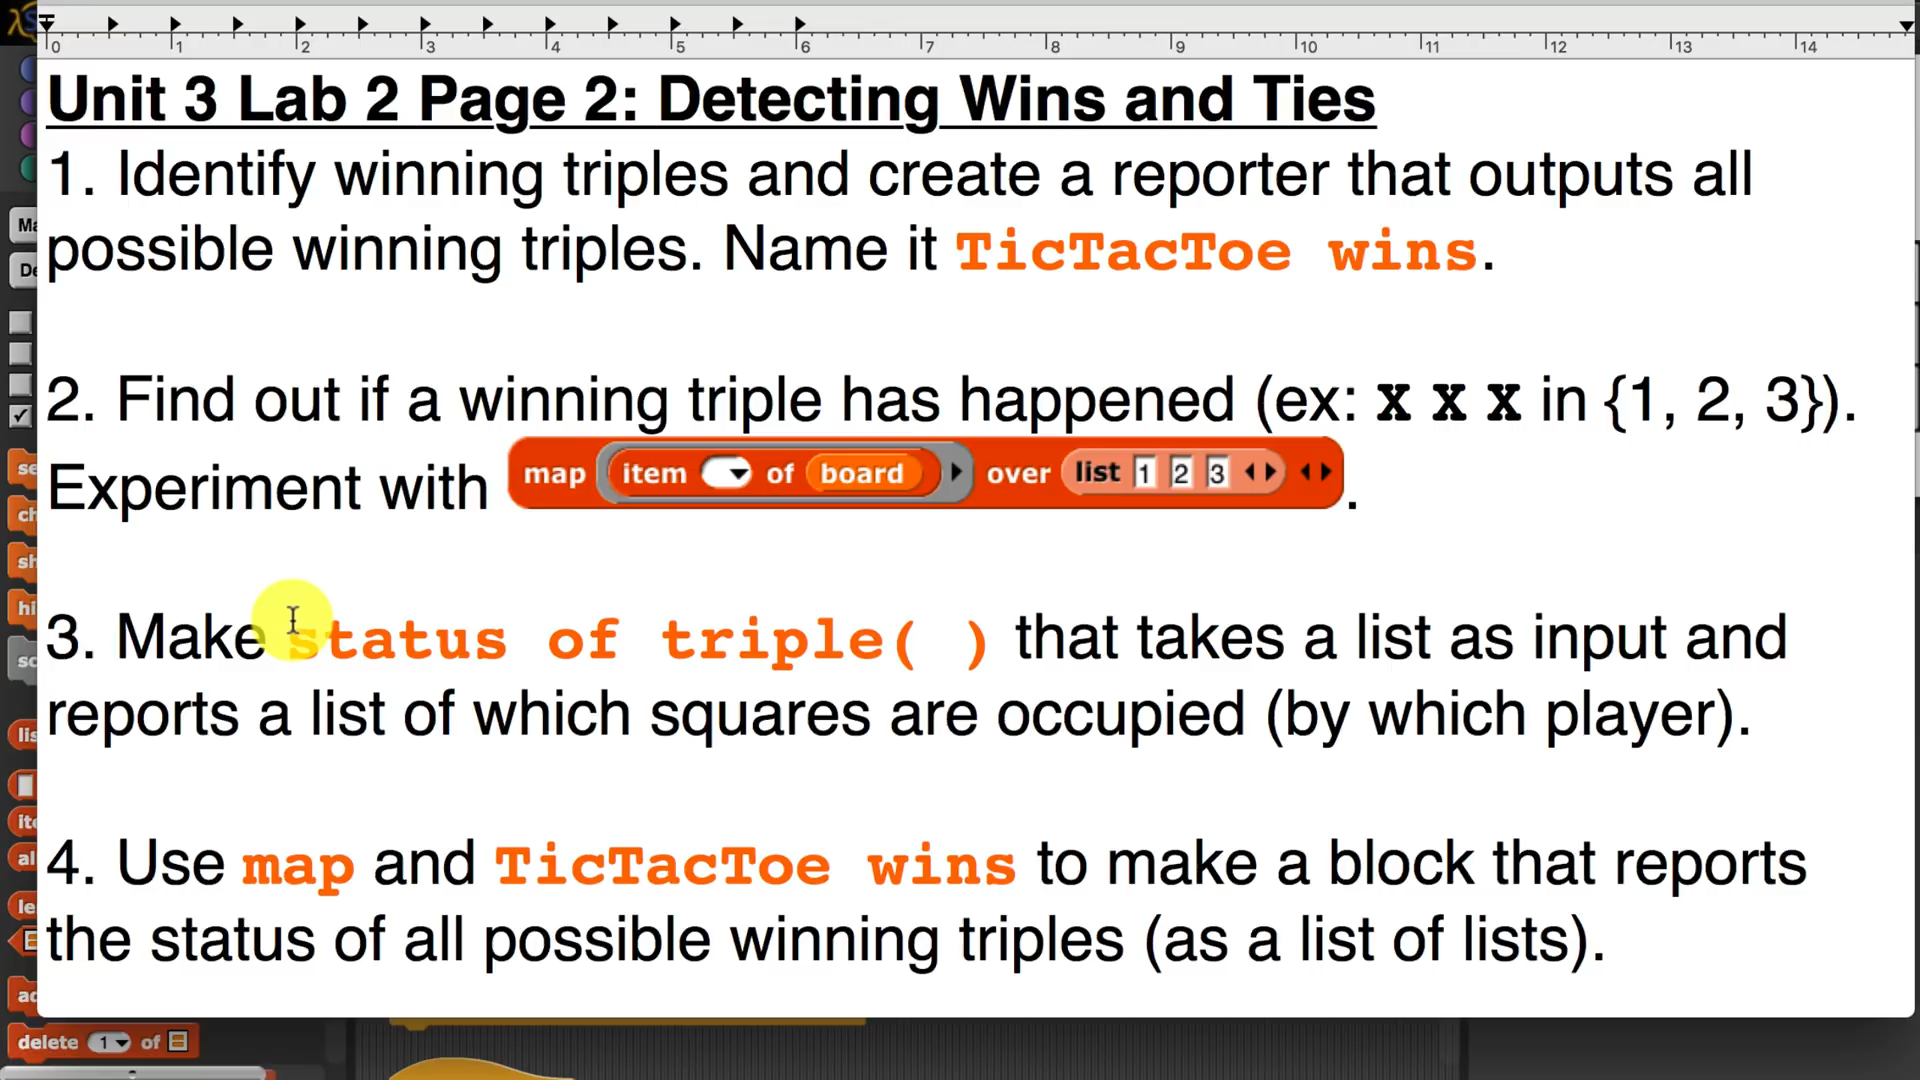 0 1 2 3 4 5 6 7 8 9 10 11 12 13 14
Unit 3 Lab 2 Page 2: Detecting Wins and Ties
1. Identify winning triples and create a reporter that outputs all
possible winning triples. Name it TicTacToe wins.
2. Find out if a winning triple has happened (ex: x x x in {1, 2, 3}).
Experiment with map item of board over list 1 2 3 .
3. Make status of triple( ) that takes a list as input and
reports a list of which squares are occupied (by which player).
4. Use map and TicTacToe wins to make a block that reports
the status of all possible winning triples (as a list of lists).
delete 1 of